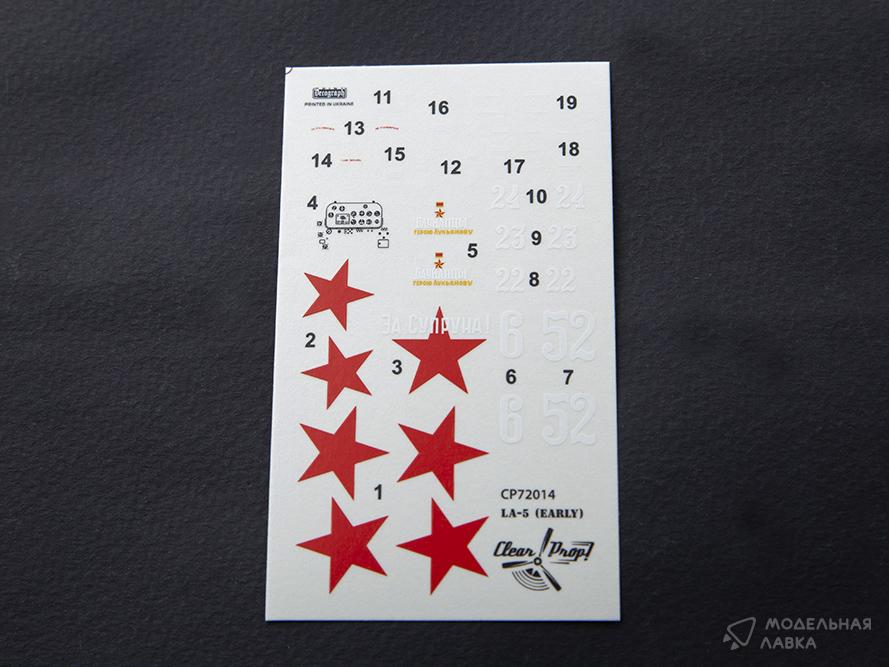 Decograph
PRINTED IN UKRAINE
11
16
19
13
14
15
12
17
18
4
24
10
24
ГЕРОЮ ЛУКЬЯНОВУ
23
9
23
5
ГЕРОЮ ЛУКЬЯНОВУ
22
8
22
ЗА СУПРУНА!
6
52
2
3
6
7
6
52
1
CP72014
LA-5 (EARLY)
Clear Prop!
МОДЕЛЬНАЯ
ЛАВКА